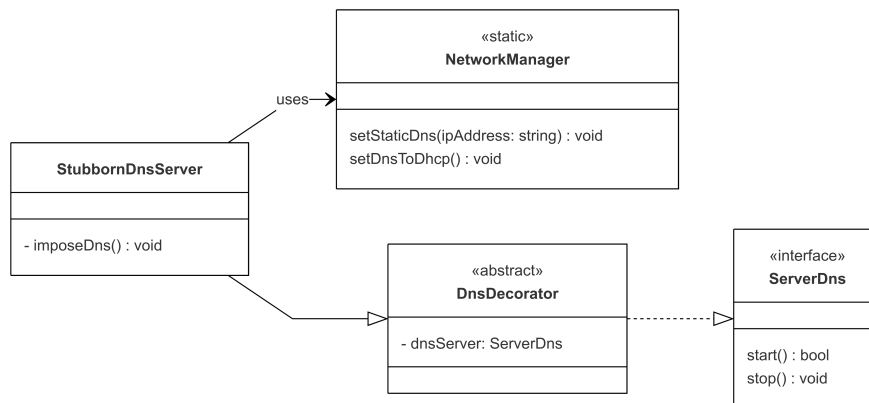 «static»
NetworkManager
uses
setStaticDns(ipAddress: string) : void
setDnsToDhcp() : void
StubbornDnsServer
- imposeDns() : void
«abstract»
DnsDecorator
- dnsServer: ServerDns
«interface»
ServerDns
start() : bool
stop() : void